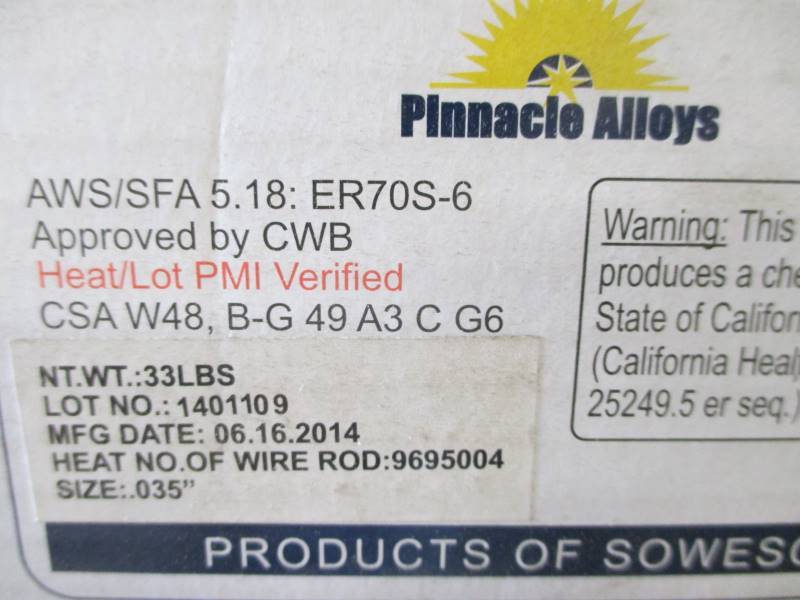 Pinnacle Alloys
AWS/SFA 5.18: ER70S-6
Approved by CWB
Heat/Lot PMI Verified
CSA W48, B-G 49 A3 C G6
Warning: This
produces a che
State of Califor
(California Heal
25249.5 er seq.)
NT.WT.:33LBS
LOT NO.: 1401109
MFG DATE: 06.16.2014
HEAT NO.OF WIRE ROD:9695004
SIZE:.035”
PRODUCTS OF SOWESC